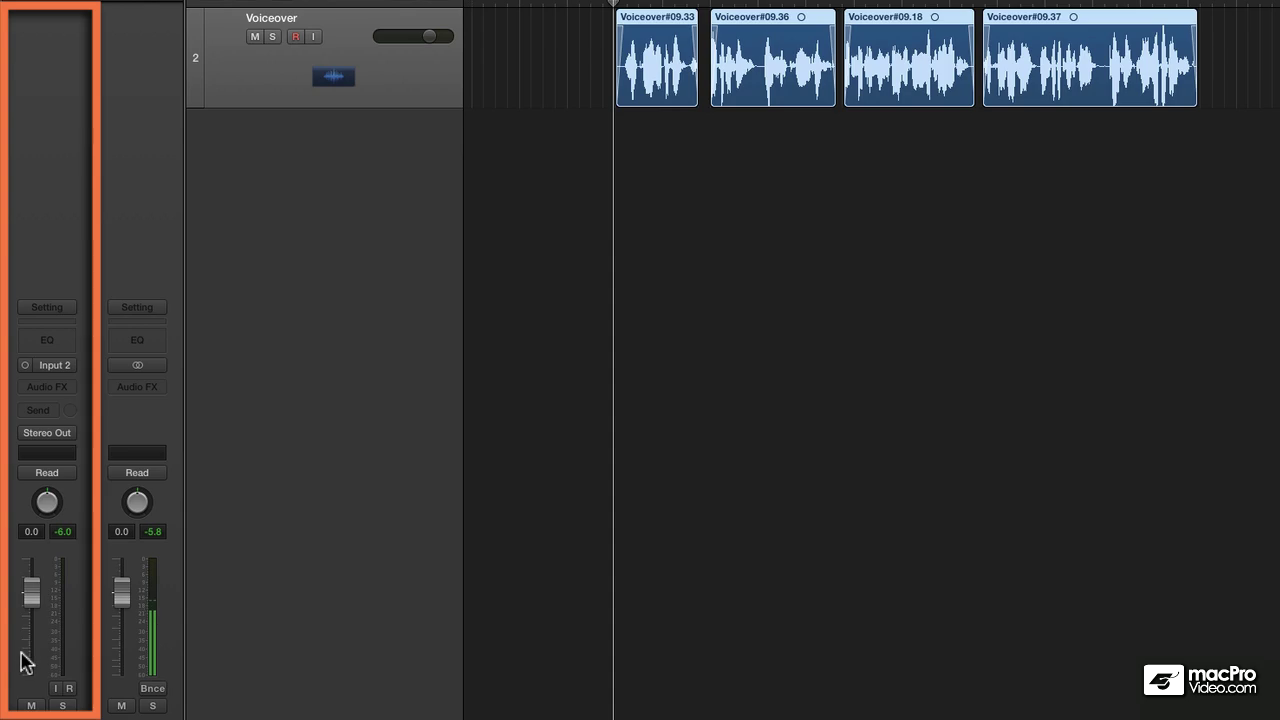 Voiceover
M S R I
2
Voiceover#09.33
Voiceover#09.36
Voiceover#09.18
Voiceover#09.37
Setting
EQ
Input 2
Audio FX
Send
Stereo Out
Read
0.0 -6.0
I R
M S
Setting
EQ
Audio FX
Read
0.0 -5.8
Bnce
M S
macPro
Video.com